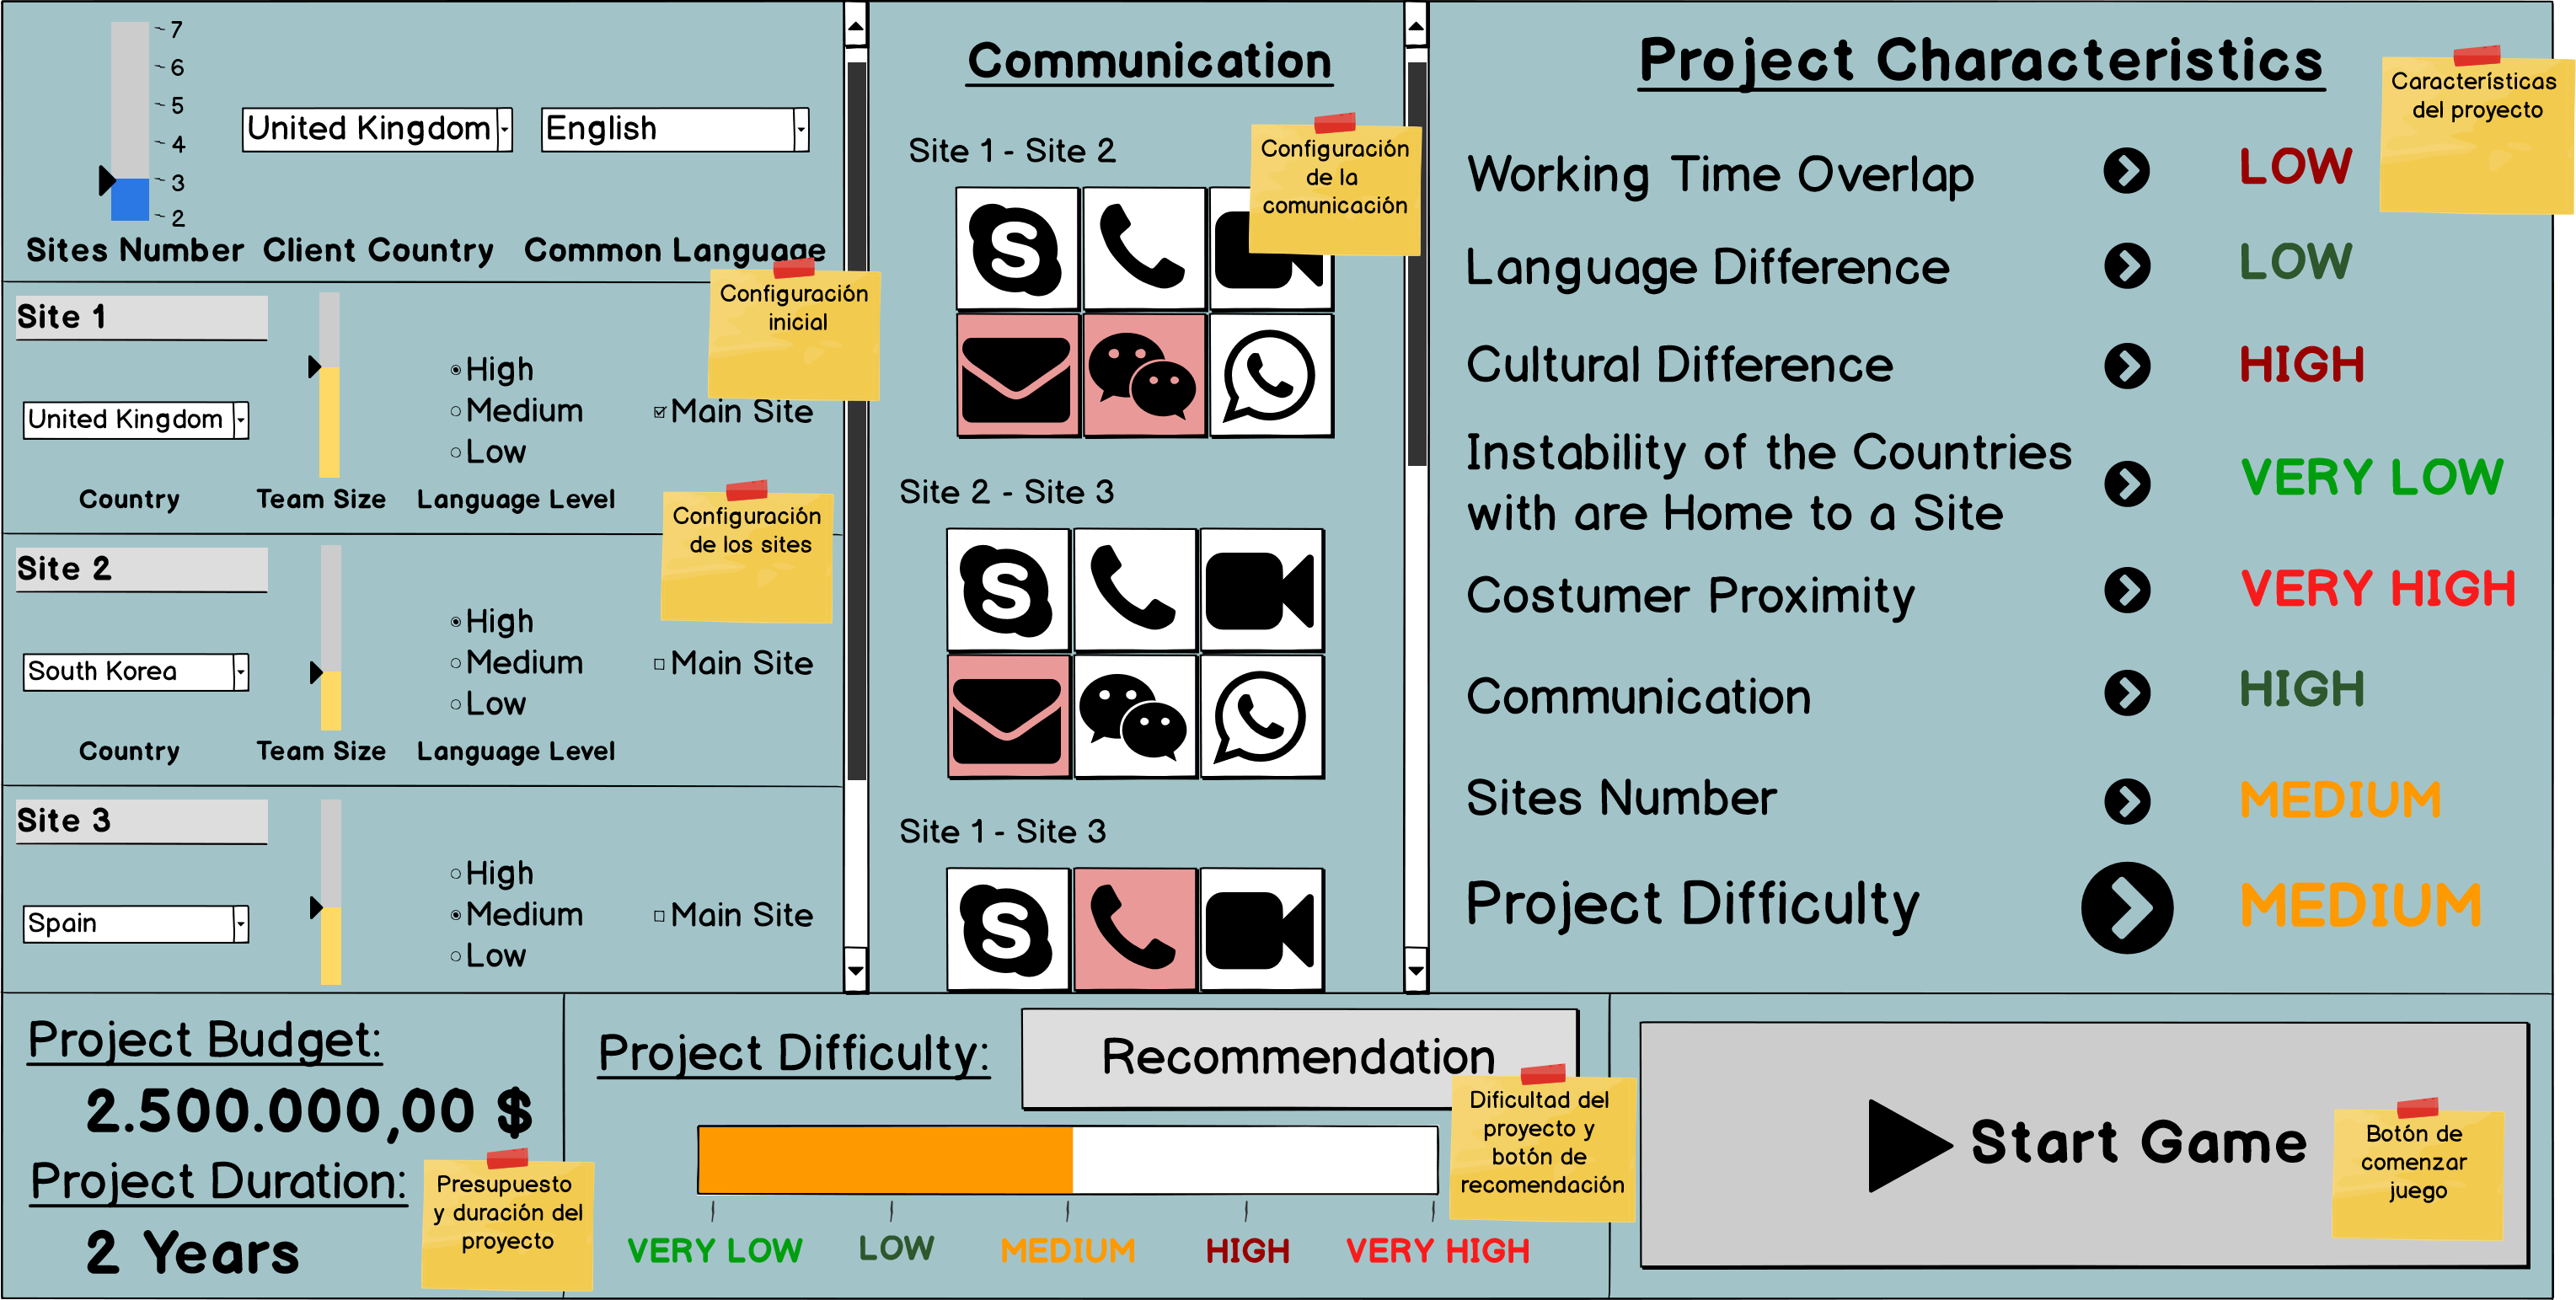 7
6
5
4
3
2
United Kingdom
English
Sites Number
Client Country
Common Language
Configuración
inicial
Site 1
United Kingdom
High
Medium
Low
Main Site
Country
Team Size
Language Level
Configuración
de los sites
Site 2
South Korea
High
Medium
Low
Main Site
Country
Team Size
Language Level
Site 3
Spain
High
Medium
Low
Main Site
Communication
Configuración
de la
comunicación
Site 1 - Site 2
S
Site 2 - Site 3
S
Site 1 - Site 3
S
Project Characteristics
Características
del proyecto
Working Time Overlap
LOW
Language Difference
LOW
Cultural Difference
HIGH
Instability of the Countries
with are Home to a Site
VERY LOW
Costumer Proximity
VERY HIGH
Communication
HIGH
Sites Number
MEDIUM
Project Difficulty
MEDIUM
Project Budget:
2.500.000,00 $
Project Duration:
2 Years
Presupuesto
y duración del
proyecto
Project Difficulty:
Recommendation
Dificultad del
proyecto y
botón de
recomendación
VERY LOW
LOW
MEDIUM
HIGH
VERY HIGH
Start Game
Botón de
comenzar
juego